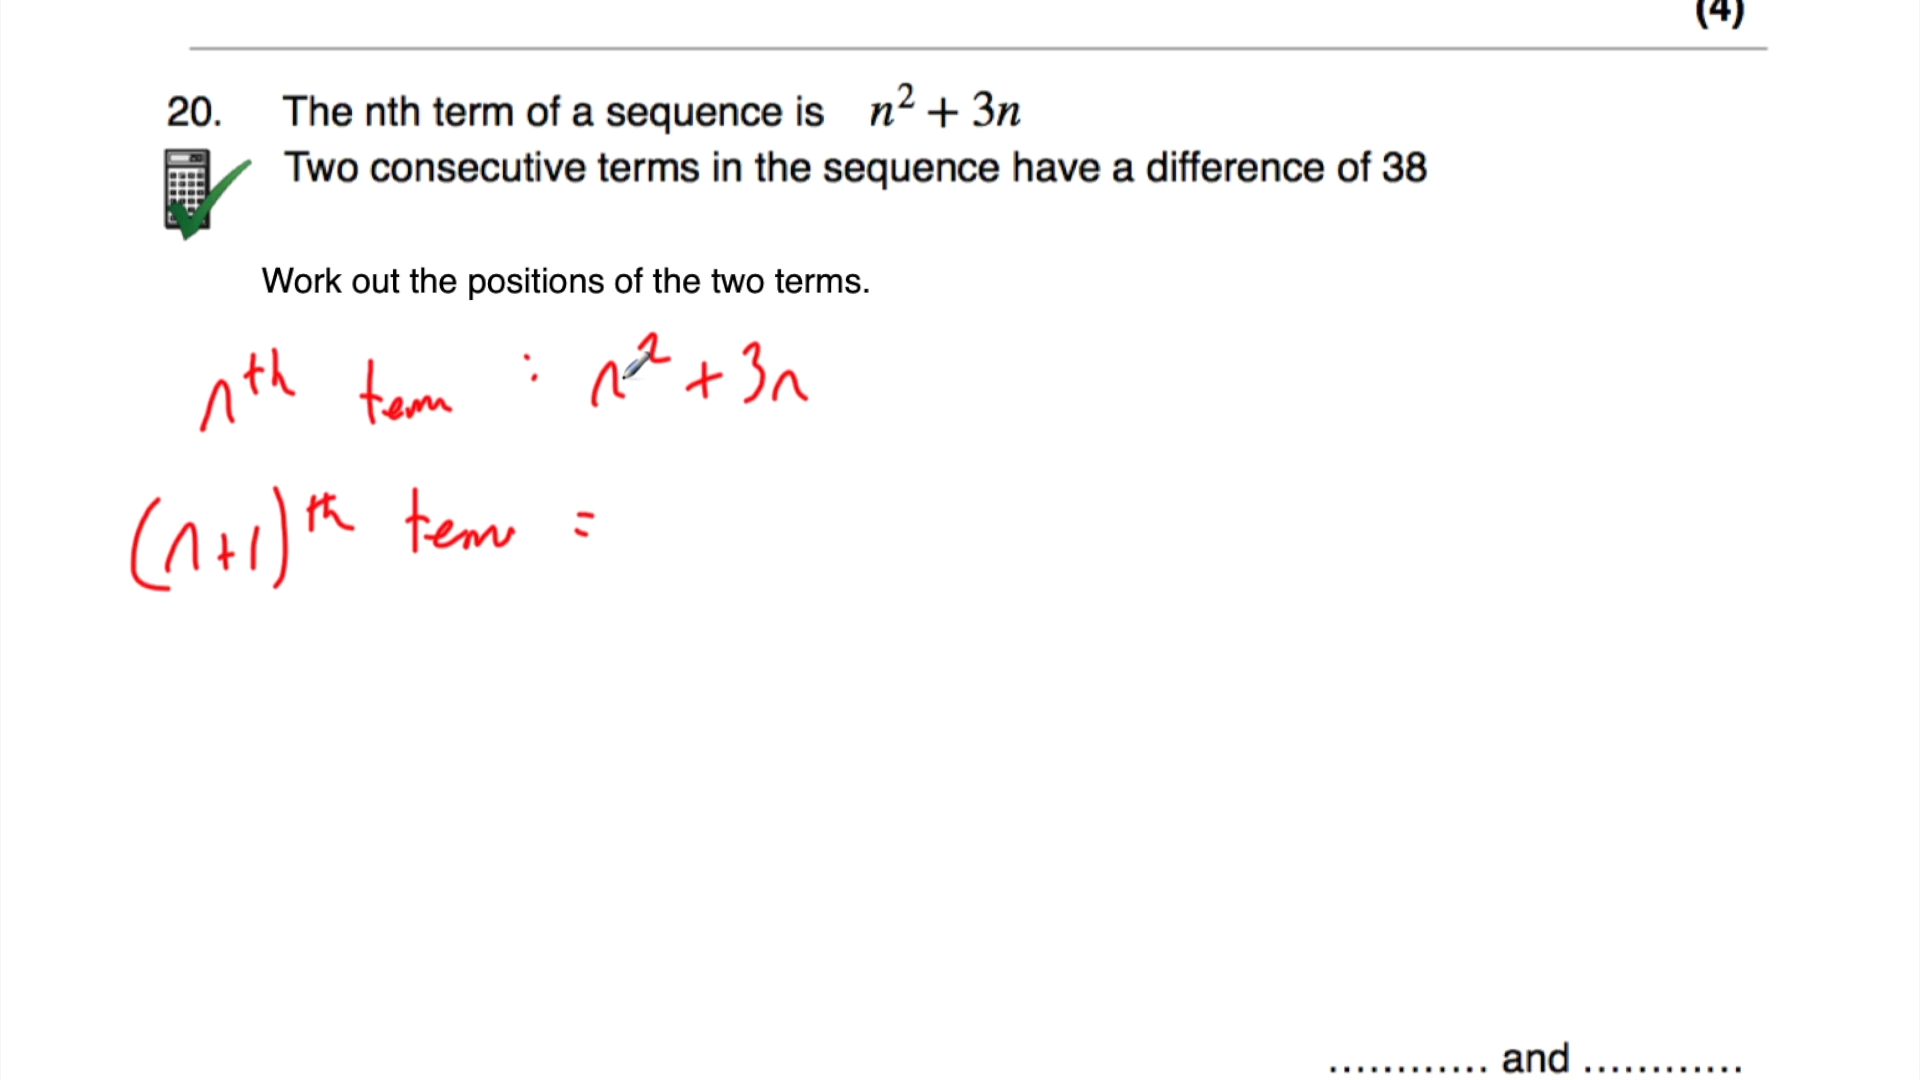 (4)
20. The nth term of a sequence is n² + 3n
Two consecutive terms in the sequence have a difference of 38
Work out the positions of the two terms.
nᵗʰ term : n² + 3n
(n+1)ᵗʰ term =
............ and ............